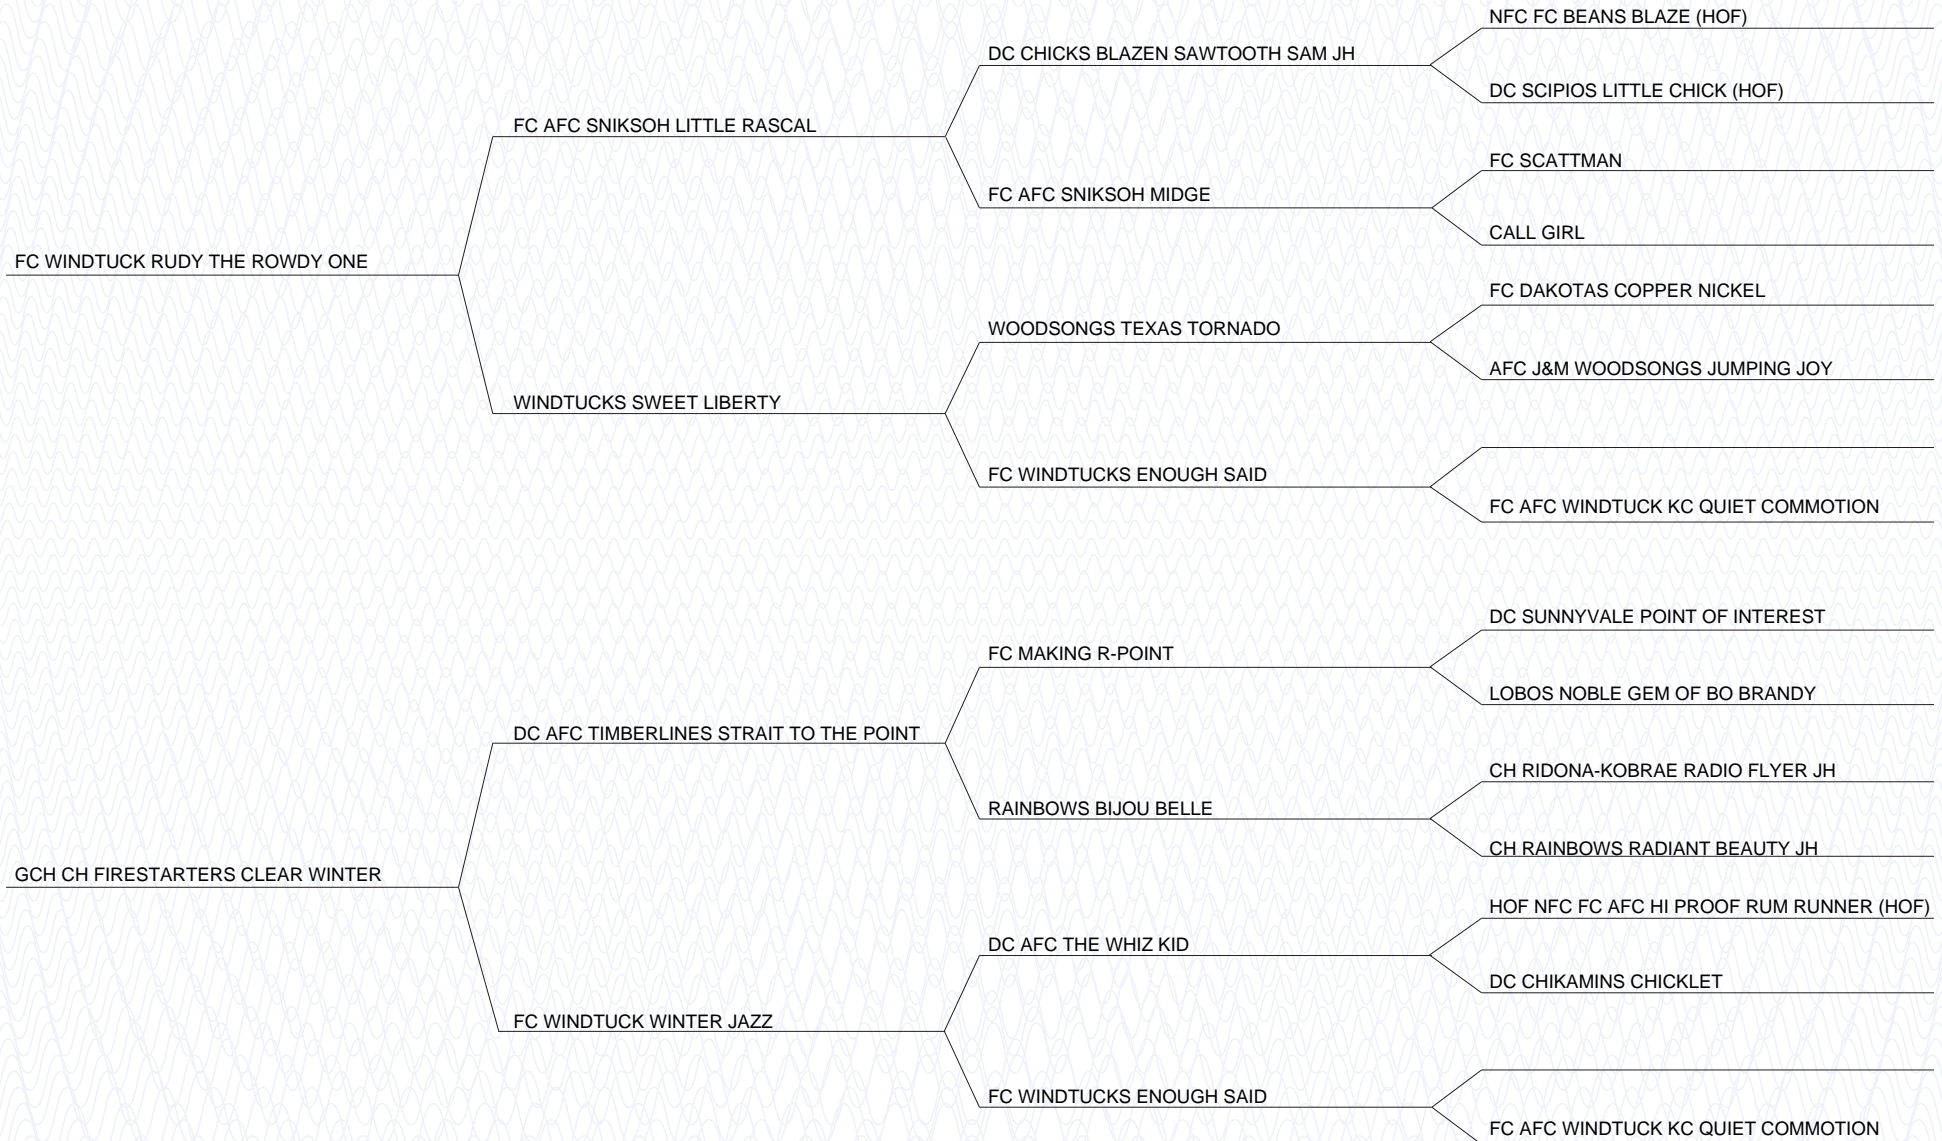 NFC FC BEANS BLAZE (HOF)
DC CHICKS BLAZEN SAWTOOTH SAM JH
DC SCIPIOS LITTLE CHICK (HOF)
FC AFC SNIKSOH LITTLE RASCAL
FC SCATTMAN
FC AFC SNIKSOH MIDGE
CALL GIRL
FC WINDTUCK RUDY THE ROWDY ONE
FC DAKOTAS COPPER NICKEL
WOODSONGS TEXAS TORNADO
AFC J&M WOODSONGS JUMPING JOY
WINDTUCKS SWEET LIBERTY
FC WINDTUCKS ENOUGH SAID
FC AFC WINDTUCK KC QUIET COMMOTION
DC SUNNYVALE POINT OF INTEREST
FC MAKING R-POINT
LOBOS NOBLE GEM OF BO BRANDY
DC AFC TIMBERLINES STRAIT TO THE POINT
CH RIDONA-KOBRAE RADIO FLYER JH
RAINBOWS BIJOU BELLE
CH RAINBOWS RADIANT BEAUTY JH
GCH CH FIRESTARTERS CLEAR WINTER
HOF NFC FC AFC HI PROOF RUM RUNNER (HOF)
DC AFC THE WHIZ KID
DC CHIKAMINS CHICKLET
FC WINDTUCK WINTER JAZZ
FC WINDTUCKS ENOUGH SAID
FC AFC WINDTUCK KC QUIET COMMOTION